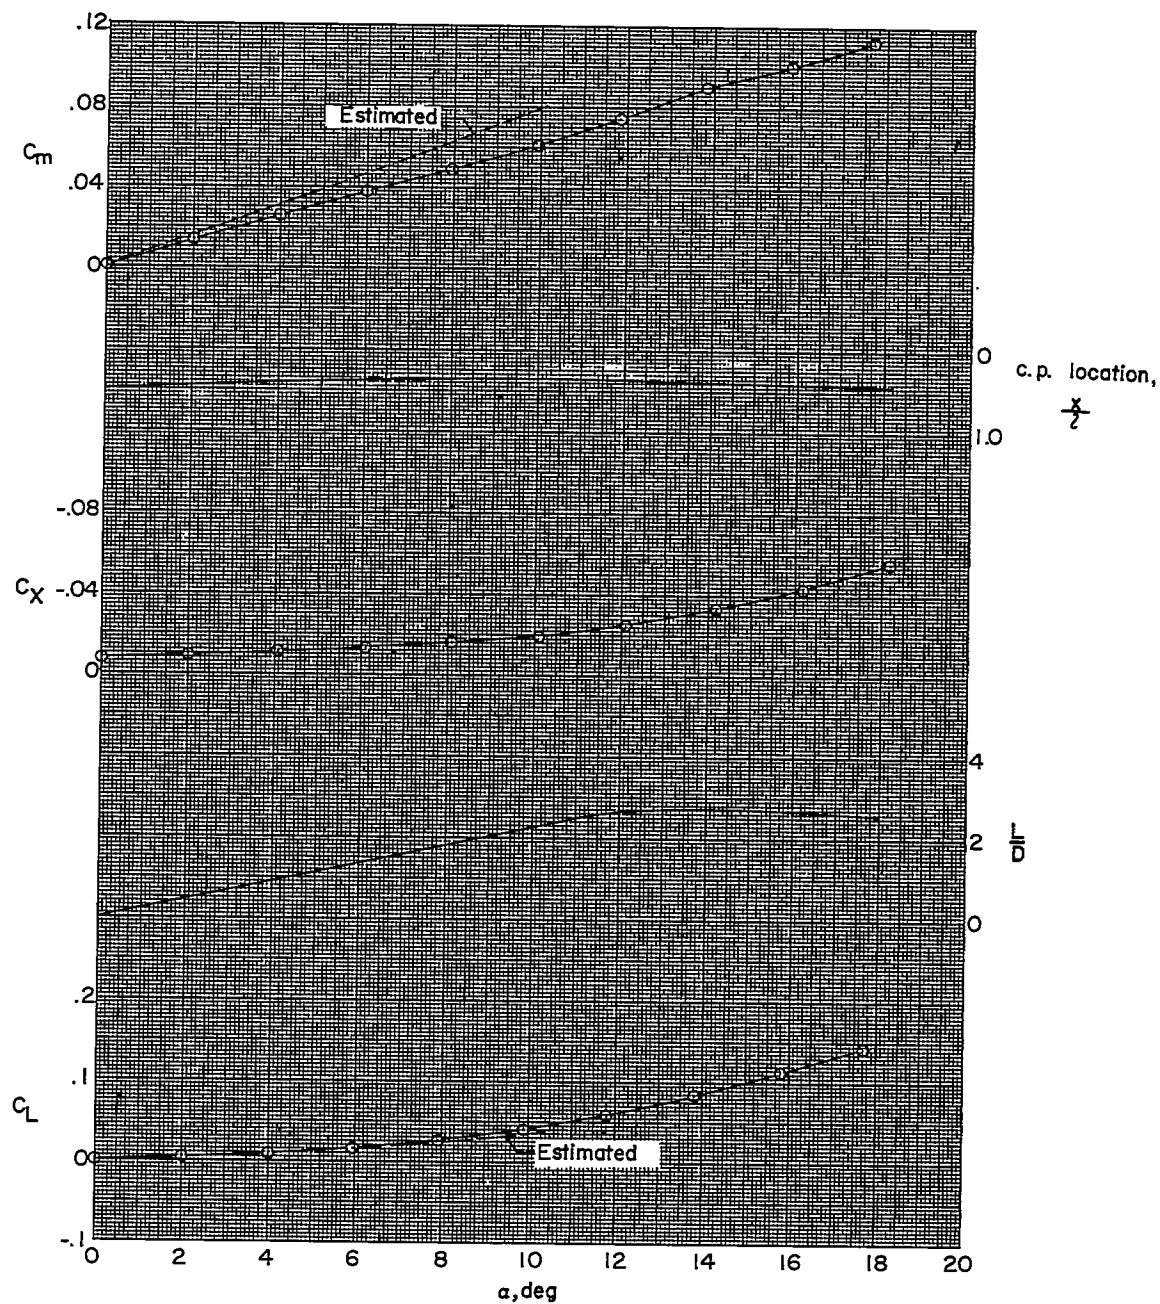 .12
.08
Estimated
Cm
.04
0
0
c.p. location,
x
l
1.0
-.08
CX
-.04
0
4
2
L
D
0
.2
.1
CL
Estimated
0
-.1
0 2 4 6 8 10 12 14 16 18 20
α, deg